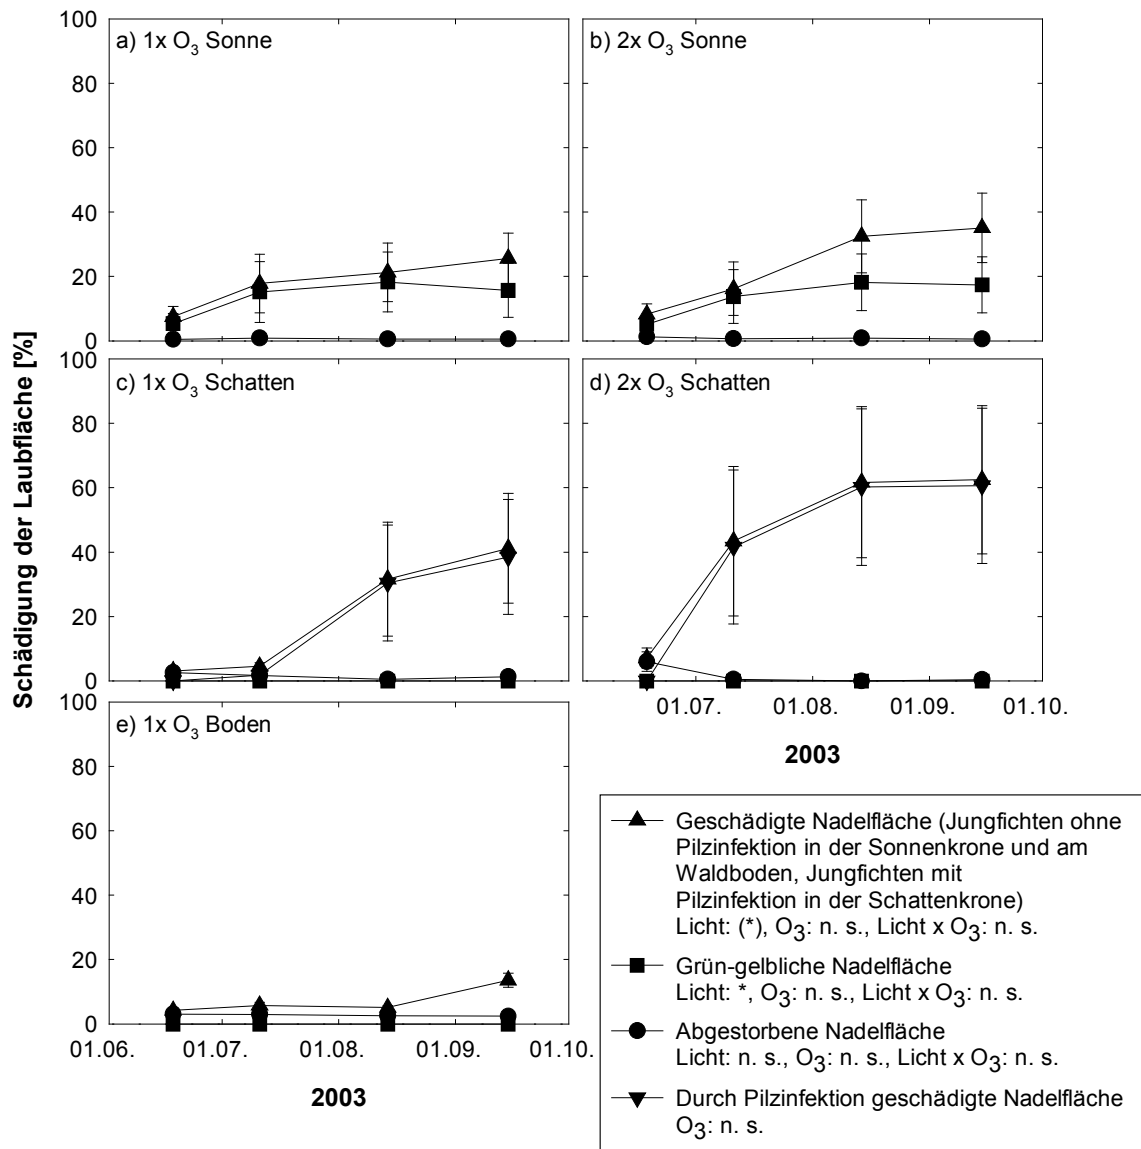 Schädigung der Laubfläche [%]
100
80
60
40
20
0
a) 1x O3 Sonne
b) 2x O3 Sonne
100
80
60
40
20
0
c) 1x O3 Schatten
d) 2x O3 Schatten
01.07. 01.08. 01.09. 01.10.
2003
100
80
60
40
20
0
e) 1x O3 Boden
01.06. 01.07. 01.08. 01.09. 01.10.
2003
Geschädigte Nadelfläche (Jungfichten ohne
Pilzinfektion in der Sonnenkrone und am
Waldboden, Jungfichten mit
Pilzinfektion in der Schattenkrone)
Licht: (*), O3: n. s., Licht x O3: n. s.
Grün-gelbliche Nadelfläche
Licht: *, O3: n. s., Licht x O3: n. s.
Abgestorbene Nadelfläche
Licht: n. s., O3: n. s., Licht x O3: n. s.
Durch Pilzinfektion geschädigte Nadelfläche
O3: n. s.